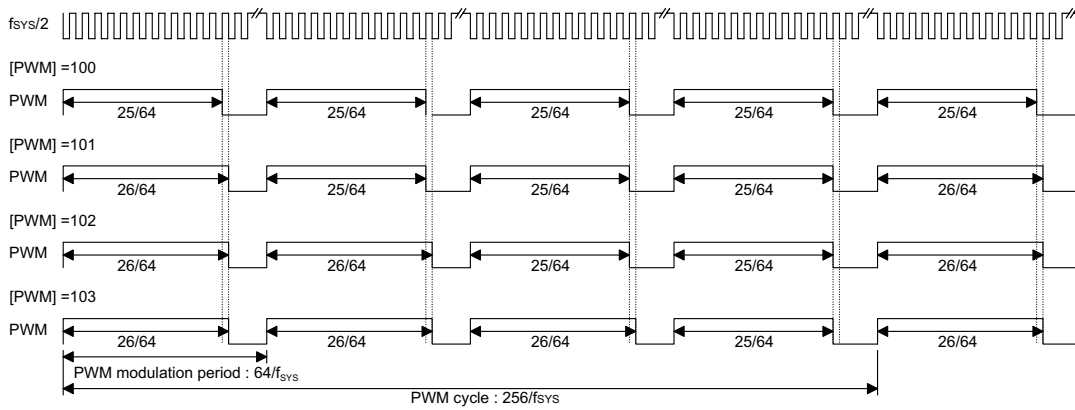 fSYS/2
[PWM] =100
PWM
25/64 25/64 25/64 25/64 25/64
[PWM] =101
PWM
26/64 25/64 25/64 25/64 26/64
[PWM] =102
PWM
26/64 26/64 25/64 25/64 26/64
[PWM] =103
PWM
26/64 26/64 26/64 25/64 26/64
PWM modulation period : 64/fSYS
PWM cycle : 256/fSYS